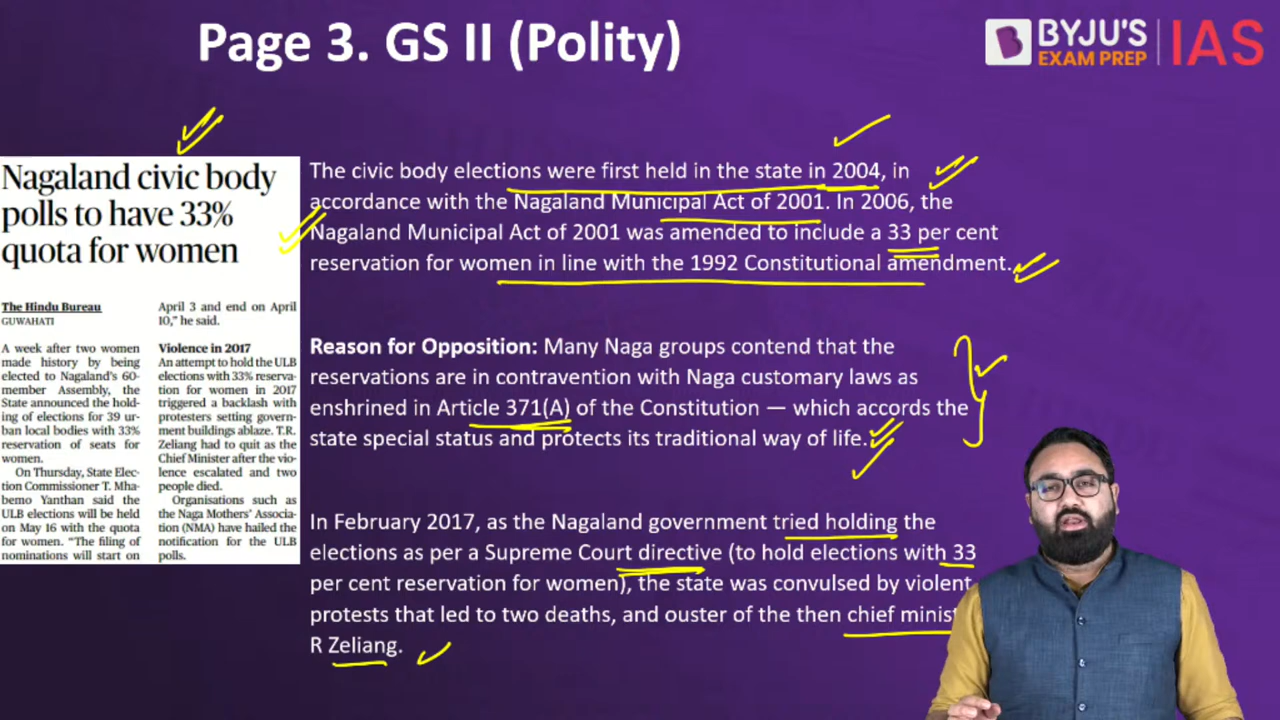 Page 3. GS II (Polity)
BYJU'S
EXAM PREP
IAS
Nagaland civic body
polls to have 33%
quota for women
The Hindu Bureau
GUWAHATI
A week after two women
made history by being
elected to Nagaland's 60-
member Assembly, the
State announced the hold-
ing of elections for 39 ur-
ban local bodies with 33%
reservation of seats for
women.
On Thursday, State Elec-
tion Commissioner T. Mha-
bemo Yanthan said the
ULB elections will be held
on May 16 with the quota
for women. "The filing of
nominations will start on
April 3 and end on April
10," he said.
Violence in 2017
An attempt to hold the ULB
elections with 33% reserva-
tion for women in 2017
triggered a backlash with
protesters setting govern-
ment buildings ablaze. T.R.
Zeliang had to quit as the
Chief Minister after the vio-
lence escalated and two
people died.
Organisations such as
the Naga Mothers' Associa-
tion (NMA) have hailed the
notification for the ULB
polls.
The civic body elections were first held in the state in 2004, in
accordance with the Nagaland Municipal Act of 2001. In 2006, the
Nagaland Municipal Act of 2001 was amended to include a 33 per cent
reservation for women in line with the 1992 Constitutional amendment.
Reason for Opposition: Many Naga groups contend that the
reservations are in contravention with Naga customary laws as
enshrined in Article 371(A) of the Constitution — which accords the
state special status and protects its traditional way of life.
In February 2017, as the Nagaland government tried holding the
elections as per a Supreme Court directive (to hold elections with 33
per cent reservation for women), the state was convulsed by violent
protests that led to two deaths, and ouster of the then chief minist
R Zeliang.